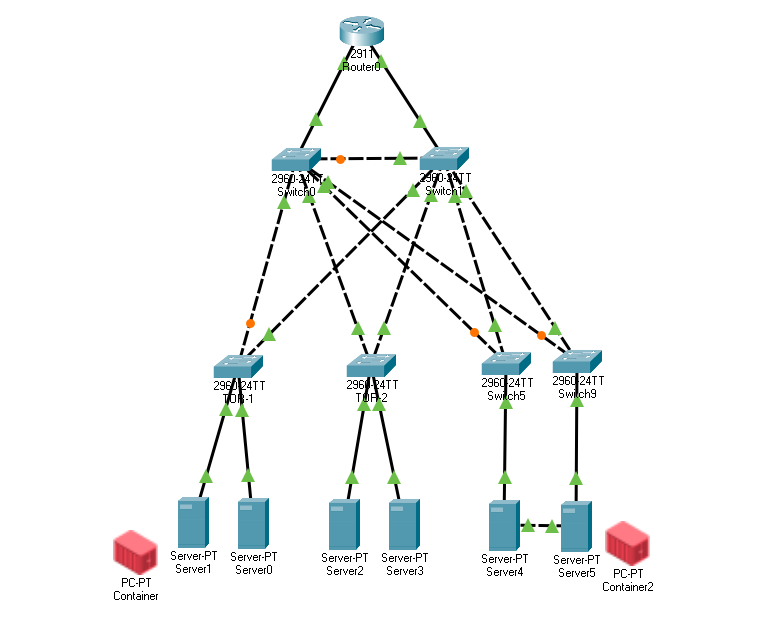 2911
Router0
2960-24TT
Switch0
2960-24TT
Switch1
2960-24TT
TOR-1
2960-24TT
TOR-2
2960-24TT
Switch5
2960-24TT
Switch9
Server-PT
Server1
Server-PT
Server0
Server-PT
Server2
Server-PT
Server3
Server-PT
Server4
Server-PT
Server5
PC-PT
Container
PC-PT
Container2